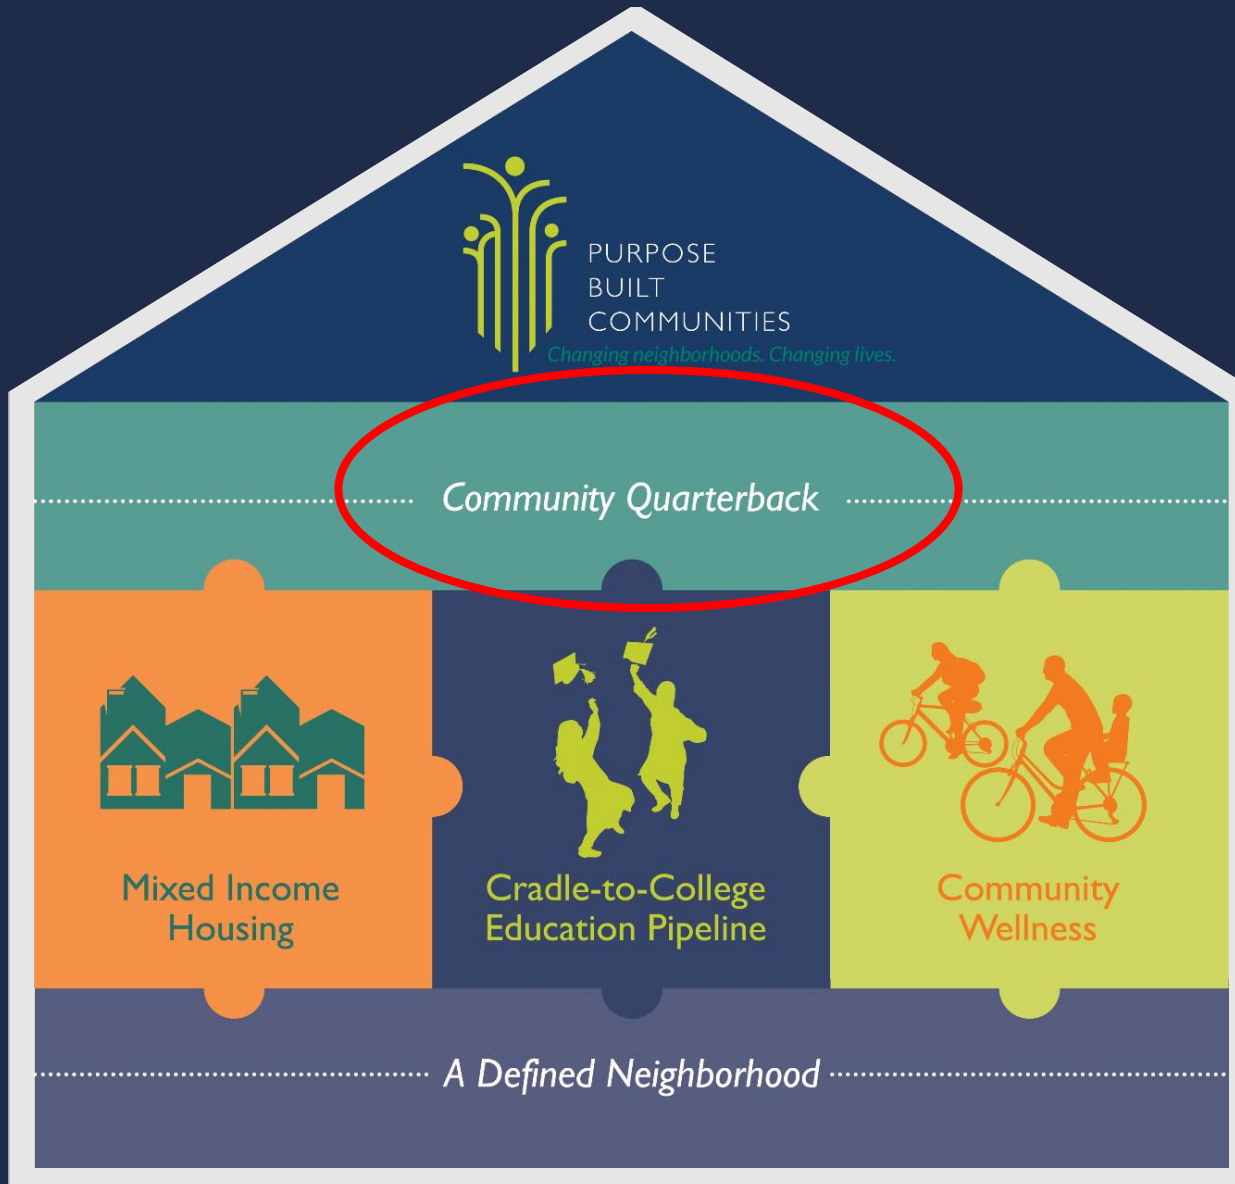 PURPOSE
BUILT
COMMUNITIES
Changing neighborhoods. Changing lives.
Community Quarterback
Mixed Income
Housing
Cradle-to-College
Education Pipeline
Community
Wellness
A Defined Neighborhood